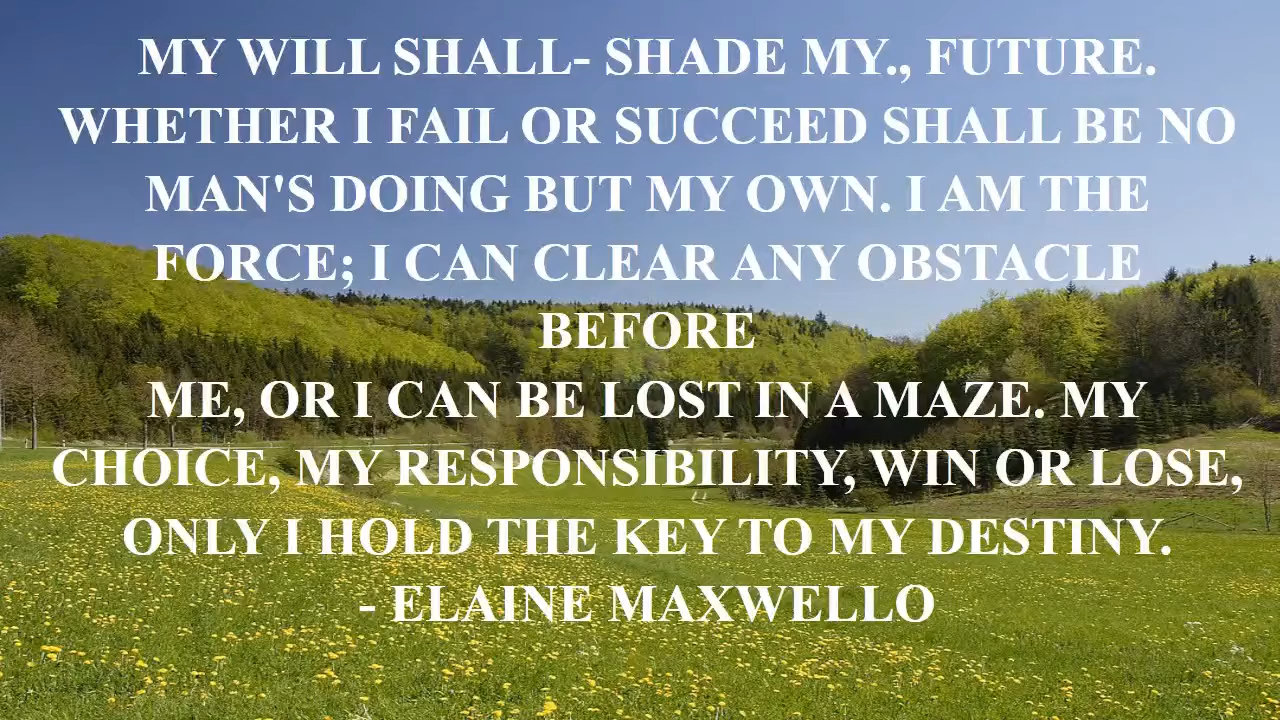 MY WILL SHALL- SHADE MY., FUTURE.
WHETHER I FAIL OR SUCCEED SHALL BE NO
MAN'S DOING BUT MY OWN. I AM THE
FORCE; I CAN CLEAR ANY OBSTACLE
BEFORE
ME, OR I CAN BE LOST IN A MAZE. MY
CHOICE, MY RESPONSIBILITY, WIN OR LOSE,
ONLY I HOLD THE KEY TO MY DESTINY.
- ELAINE MAXWELLO